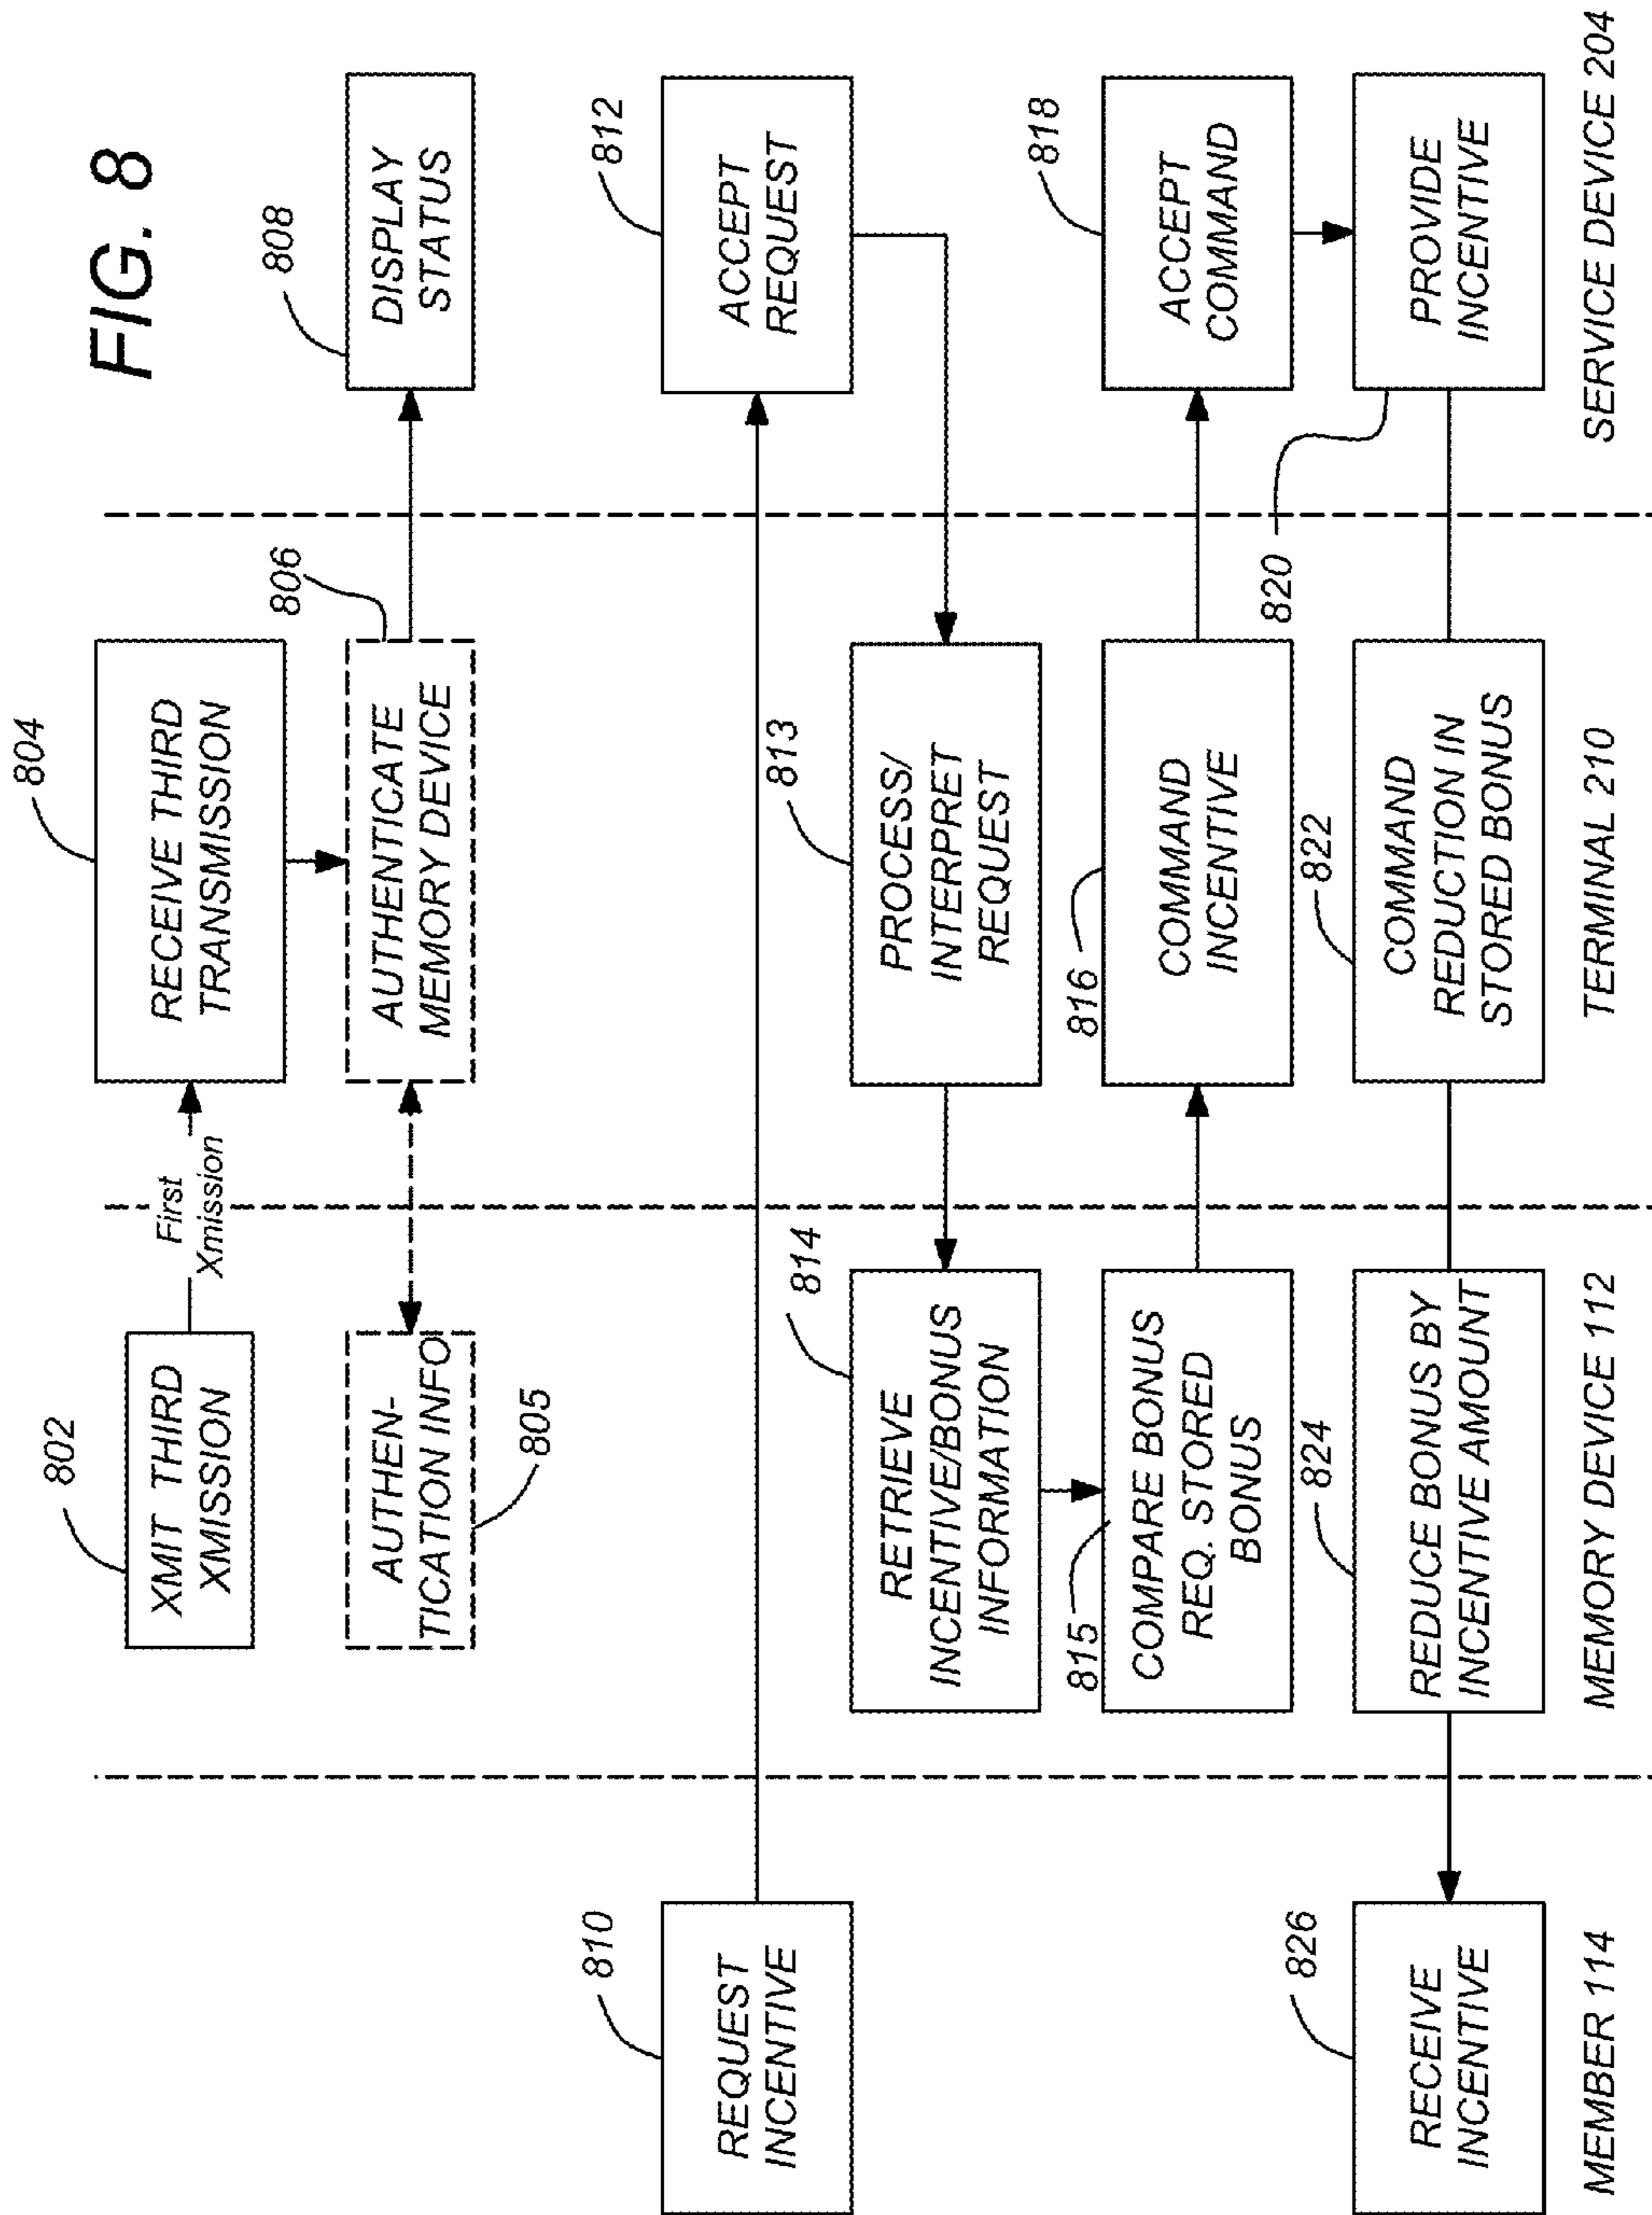 FIG. 8
802
XMIT THIRD
XMISSION
First
Xmission
804
RECEIVE THIRD
TRANSMISSION
AUTHEN-
TICATION INFO
805
806
AUTHENTICATE
MEMORY DEVICE
808
DISPLAY
STATUS
810
REQUEST
INCENTIVE
812
ACCEPT
REQUEST
813
PROCESS/
INTERPRET
REQUEST
814
RETRIEVE
INCENTIVE/BONUS
INFORMATION
815
COMPARE BONUS
REQ. STORED
BONUS
816
COMMAND
INCENTIVE
818
ACCEPT
COMMAND
820
PROVIDE
INCENTIVE
822
COMMAND
REDUCTION IN
STORED BONUS
824
REDUCE BONUS BY
INCENTIVE AMOUNT
826
RECEIVE
INCENTIVE
MEMBER 114
MEMORY DEVICE 112
TERMINAL 210
SERVICE DEVICE 204